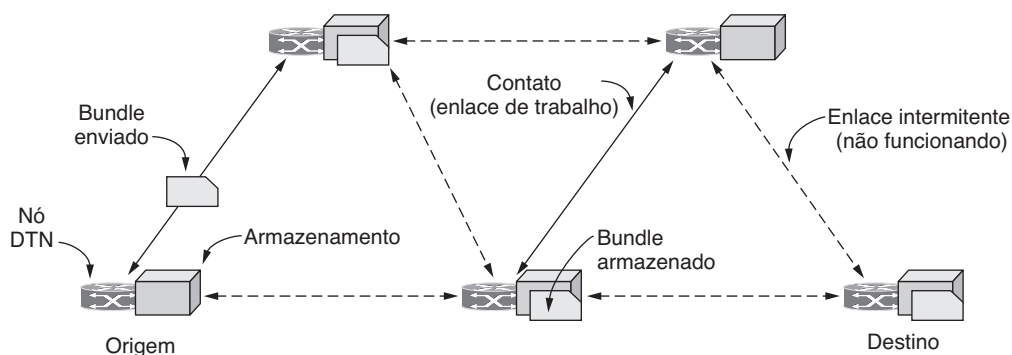 Contato
(enlace de trabalho)
Bundle
enviado
Enlace intermitente
(não funcionando)
Nó
DTN
Armazenamento
Bundle
armazenado
Origem
Destino